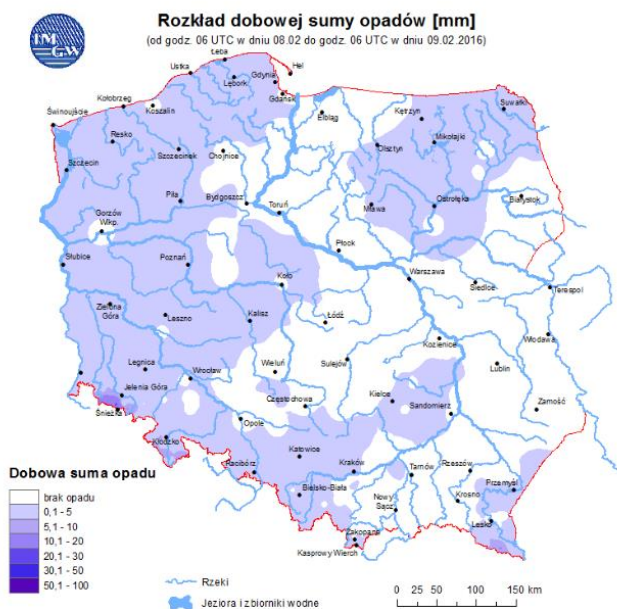 IM
GW
Rozkład dobowej sumy opadów [mm]
(od godz. 06 UTC w dniu 08.02 do godz. 06 UTC w dniu 09.02.2016)
Łeba
Hel
Ustka
Lębork
Gdynia
Gdańsk
Kołobrzeg
Koszalin
Świnoujście
Elbląg
Kętrzyn
Suwałki
Resko
Szczecinek
Chojnice
Olsztyn
Mikołajki
Szczecin
Piła
Bydgoszcz
Toruń
Mława
Ostrołęka
Białystok
Gorzów
Wlkp.
Płock
Słubice
Poznań
Koło
Warszawa
Siedlce
Terespol
Zielona
Góra
Leszno
Kalisz
Łódź
Kozienice
Włodawa
Legnica
Wrocław
Wieluń
Sulejów
Lublin
Jelenia Góra
Śnieżka
Częstochowa
Kielce
Sandomierz
Zamość
Opole
Kłodzko
Katowice
Racibórz
Kraków
Tarnów
Rzeszów
Przemyśl
Bielsko-Biała
Nowy
Sącz
Krosno
Lesko
Zakopane
Kasprowy Wierch
Dobowa suma opadu
brak opadu
0,1 - 5
5,1 - 10
10,1 - 20
20,1 - 30
30,1 - 50
50,1 - 100
Rzeki
Jeziora i zbiorniki wodne
0 25 50 100 150 km